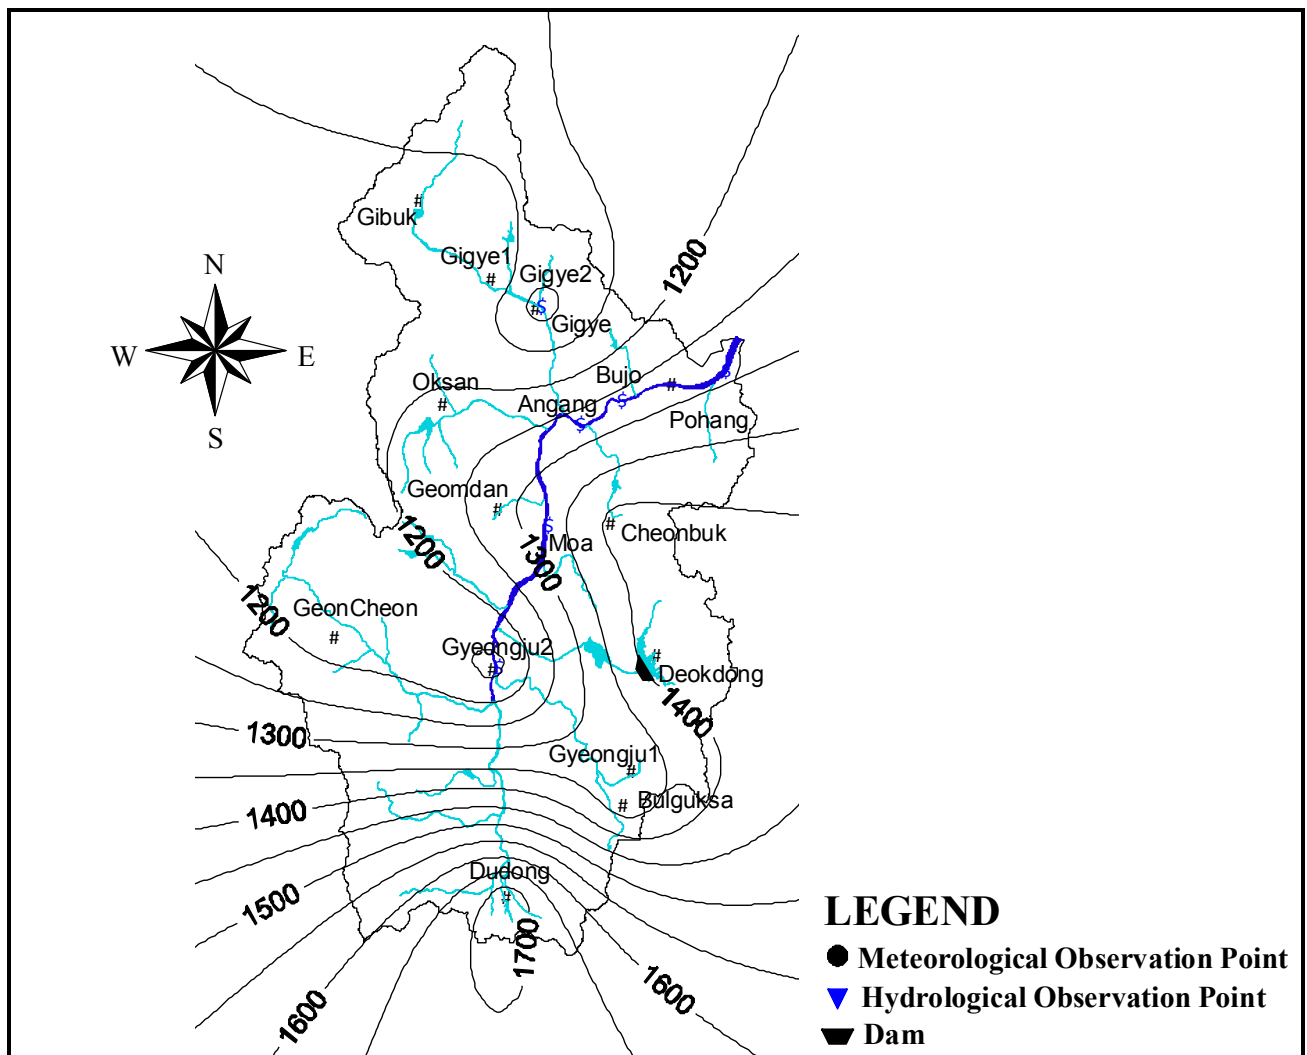 N
W
E
S
Gibuk
Gigye1
Gigye2
Gigye
1200
Oksan
Bujo
Angang
Pohang
Geomdan
Cheonbuk
Moa
1200
1300
1200
GeonCheon
Gyeongju2
Deokdong
1400
1300
Gyeongju1
Bulguksa
1400
Dudong
1500
1700
1600
1600
LEGEND
Meteorological Observation Point
Hydrological Observation Point
Dam